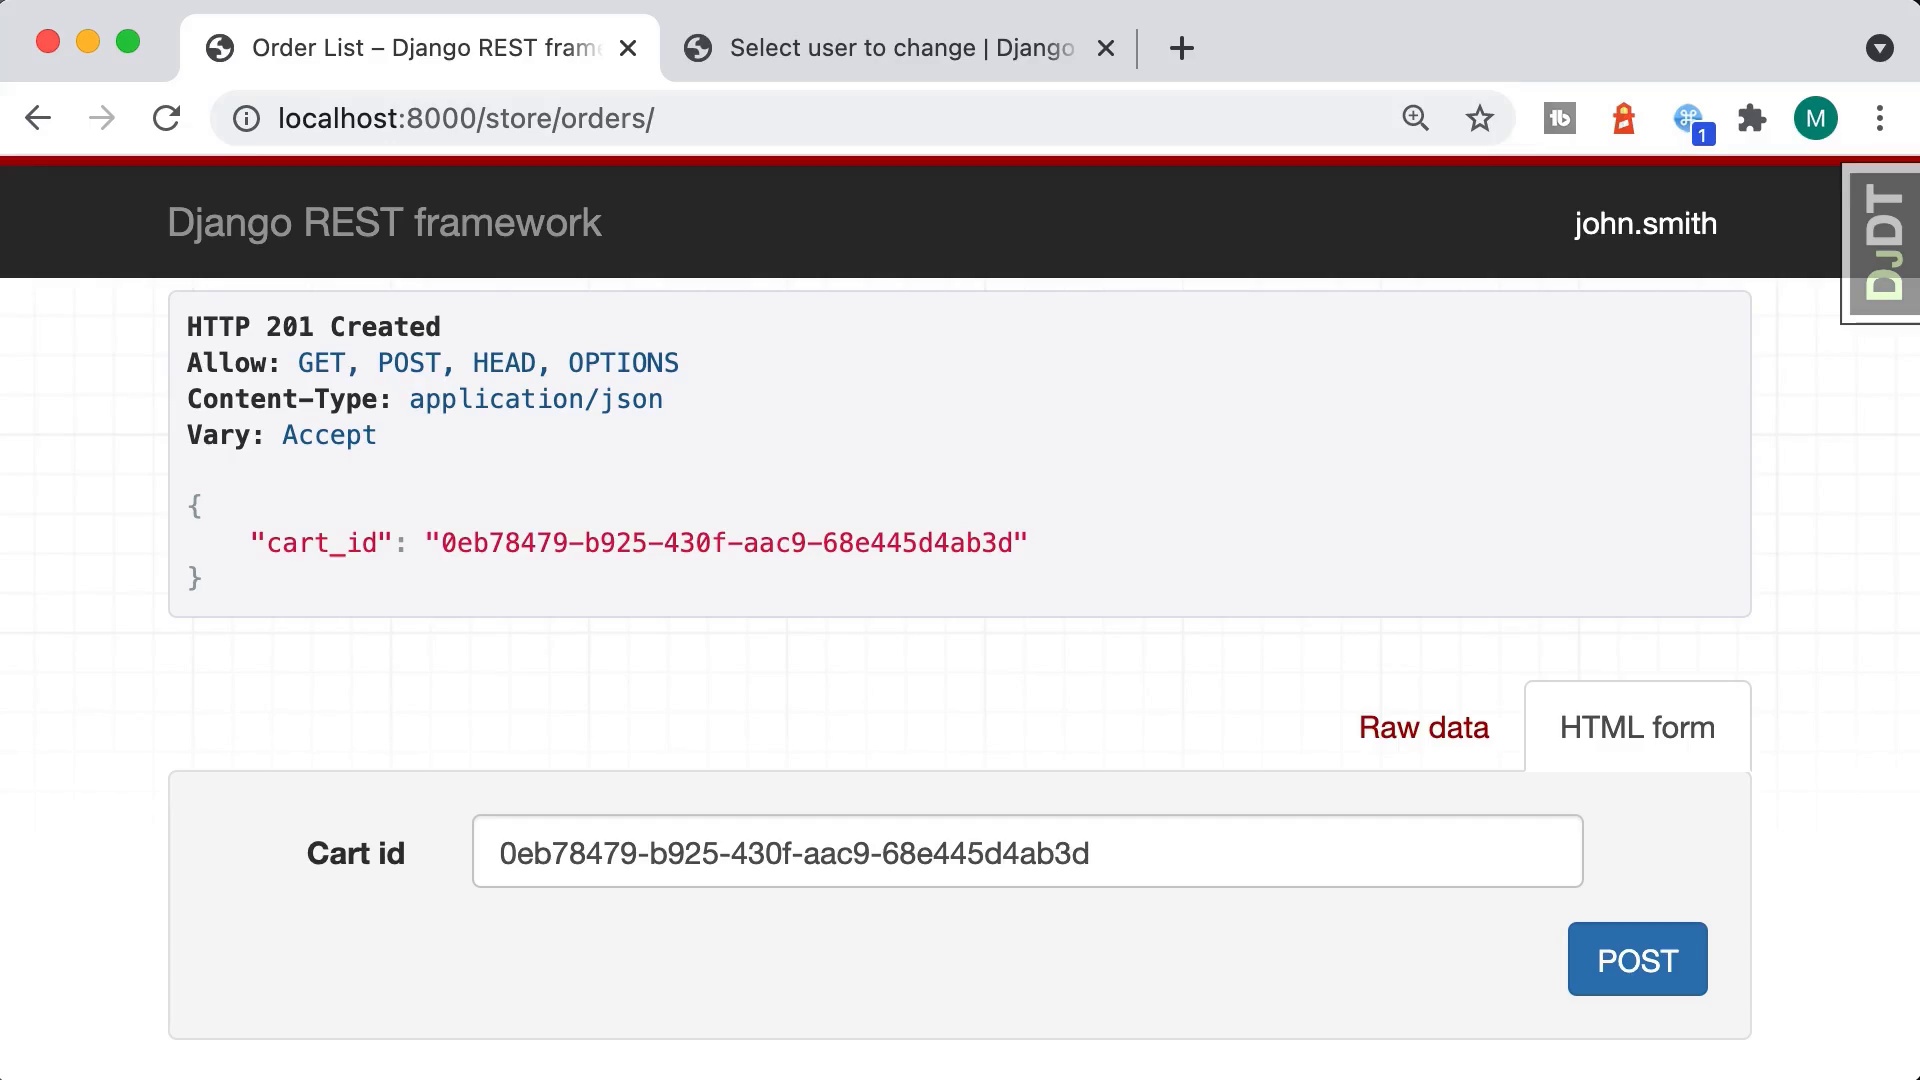 Order List – Django REST frame
Select user to change | Django
localhost:8000/store/orders/
1
M
Django REST framework
john.smith
DJDT
HTTP 201 Created
Allow: GET, POST, HEAD, OPTIONS
Content-Type: application/json
Vary: Accept
{
"cart_id": "0eb78479-b925-430f-aac9-68e445d4ab3d"
}
Raw data
HTML form
Cart id
0eb78479-b925-430f-aac9-68e445d4ab3d
POST